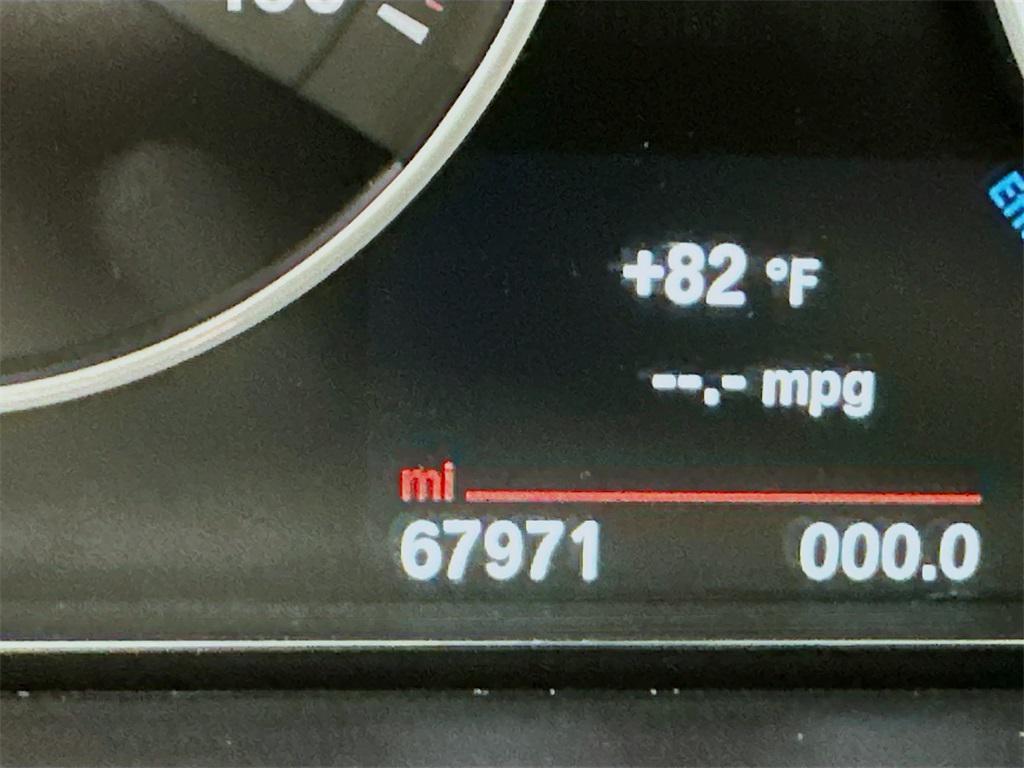 +82 °F
--.- mpg
mi
67971 000.0